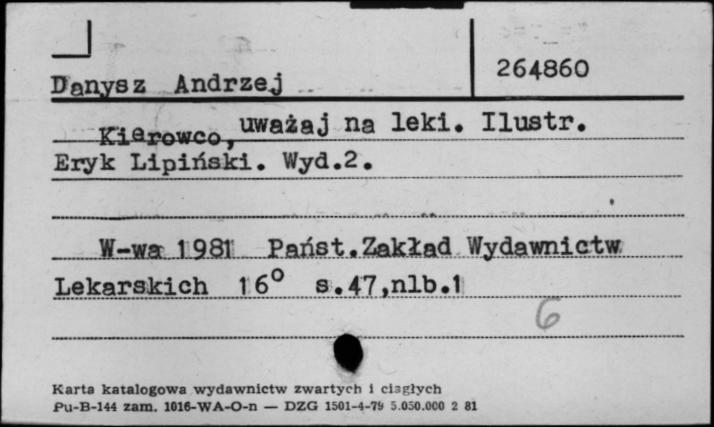 264860
Danysz Andrzej
Kierowco, uważaj na leki. Ilustr.
Eryk Lipiński. Wyd.2.
W-wa 1981 Państ.Zakład Wydawnictw
Lekarskich 16° s.47,nlb.1
6
Karta katalogowa wydawnictw zwartych i ciągłych
Pu-B-144 zam. 1016-WA-O-n — DZG 1501-4-79 5.050.000 2 81